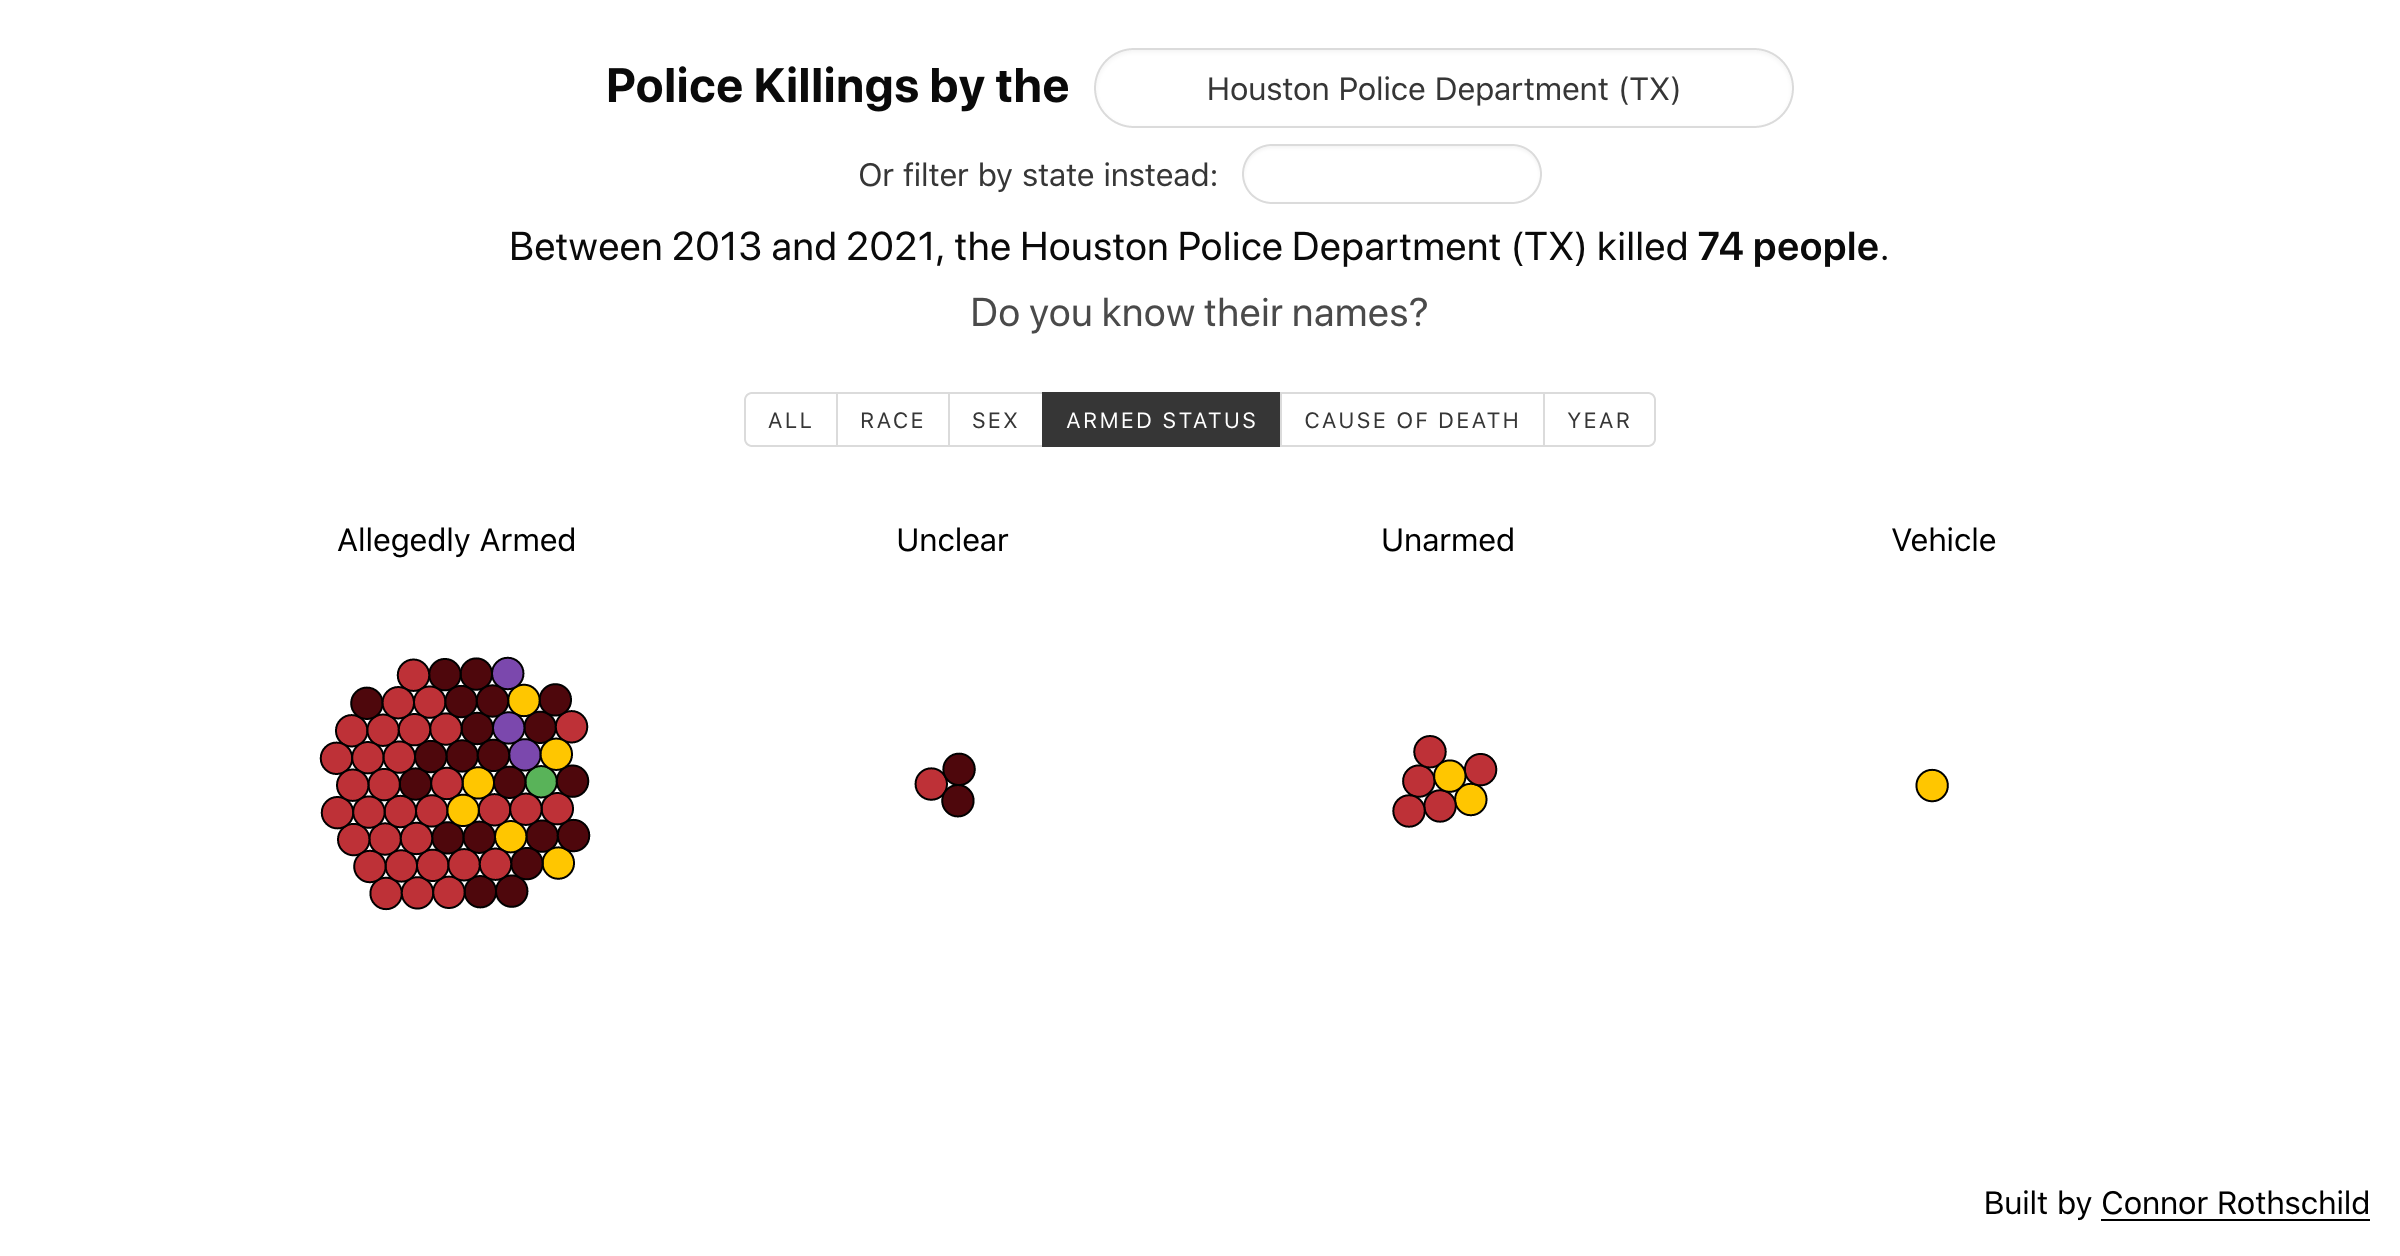 Police Killings by the Houston Police Department (TX)
Or filter by state instead:
Between 2013 and 2021, the Houston Police Department (TX) killed 74 people.
Do you know their names?
ALL RACE SEX ARMED STATUS CAUSE OF DEATH YEAR
Allegedly Armed Unclear Unarmed Vehicle
Built by Connor Rothschild